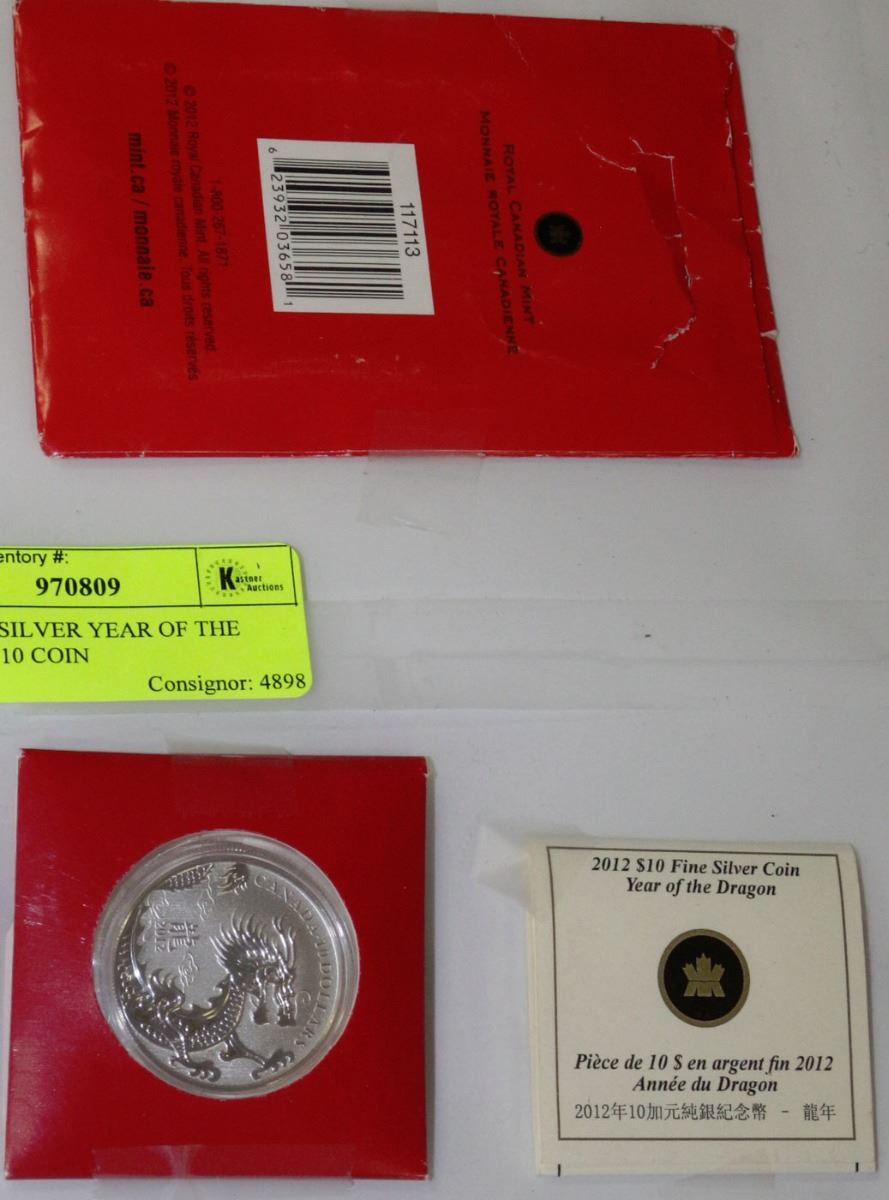 ROYAL CANADIAN MINT
MONNAIE ROYALE CANADIENNE
117113
6 23932 03658 1
1-800-267-1871
© 2012 Royal Canadian Mint. All rights reserved.
© 2012 Monnaie royale canadienne. Tous droits réservés.
mint.ca / monnaie.ca
entory #:
970809
Kastner
Auctions
SILVER YEAR OF THE
10 COIN
Consignor: 4898
CANADA 10 DOLLARS
龍
2012
2012 $10 Fine Silver Coin
Year of the Dragon
Pièce de 10 $ en argent fin 2012
Année du Dragon
2012年10加元純銀紀念幣 - 龍年